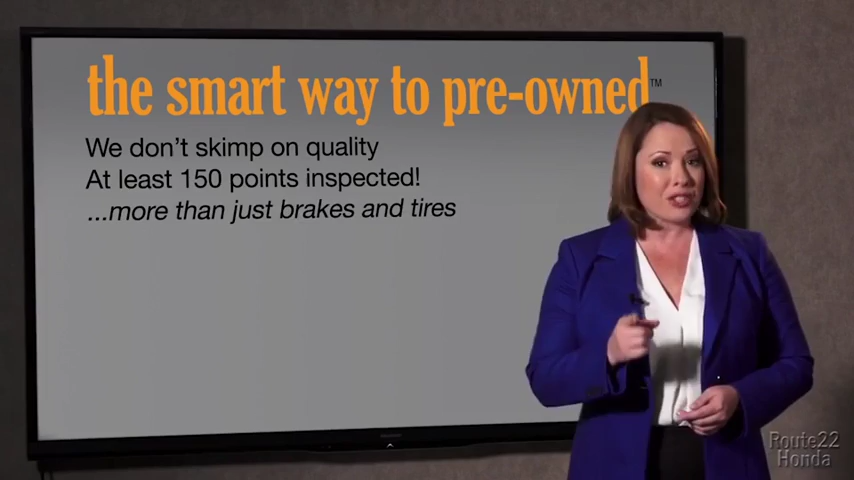 the smart way to pre-owned™
We don't skimp on quality
At least 150 points inspected!
...more than just brakes and tires
Route22
Honda